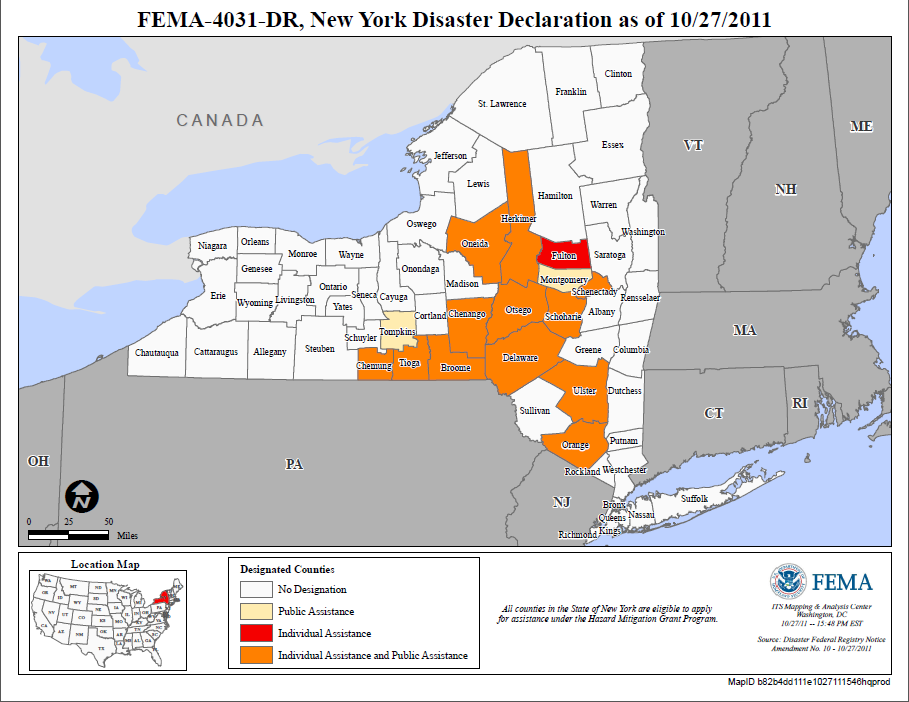 FEMA-4031-DR, New York Disaster Declaration as of 10/27/2011
CANADA
Clinton
Franklin
St. Lawrence
ME
VT
Essex
Jefferson
NH
Lewis
Hamilton
Warren
Herkimer
Oswego
Washington
Oneida
Orleans
Niagara
Monroe
Wayne
Fulton
Saratoga
Genesee
Onondaga
Montgomery
Madison
Ontario
Schenectady
Erie
Wyoming
Livingston
Seneca
Cayuga
Rensselaer
Yates
Otsego
Albany
Cortland
Chenango
Schoharie
MA
Tompkins
Schuyler
Steuben
Greene
Columbia
Chautauqua
Cattaraugus
Allegany
Delaware
Chemung
Tioga
Broome
Ulster
Dutchess
RI
Sullivan
CT
Orange
Putnam
OH
PA
Rockland
Westchester
N
NJ
Suffolk
Bronx
Nassau
Queens
Kings
Richmond
0 25 50
Miles
Location Map
Designated Counties
No Designation
Public Assistance
Individual Assistance
Individual Assistance and Public Assistance
All counties in the State of New York are eligible to apply
for assistance under the Hazard Mitigation Grant Program.
FEMA
ITS Mapping & Analysis Center
Washington, DC
10/27/11 -- 15:48 PM EST
Source: Disaster Federal Registry Notice
Amendment No. 10 - 10/27/2011
MapID b82b4dd111e1027111546hqprod